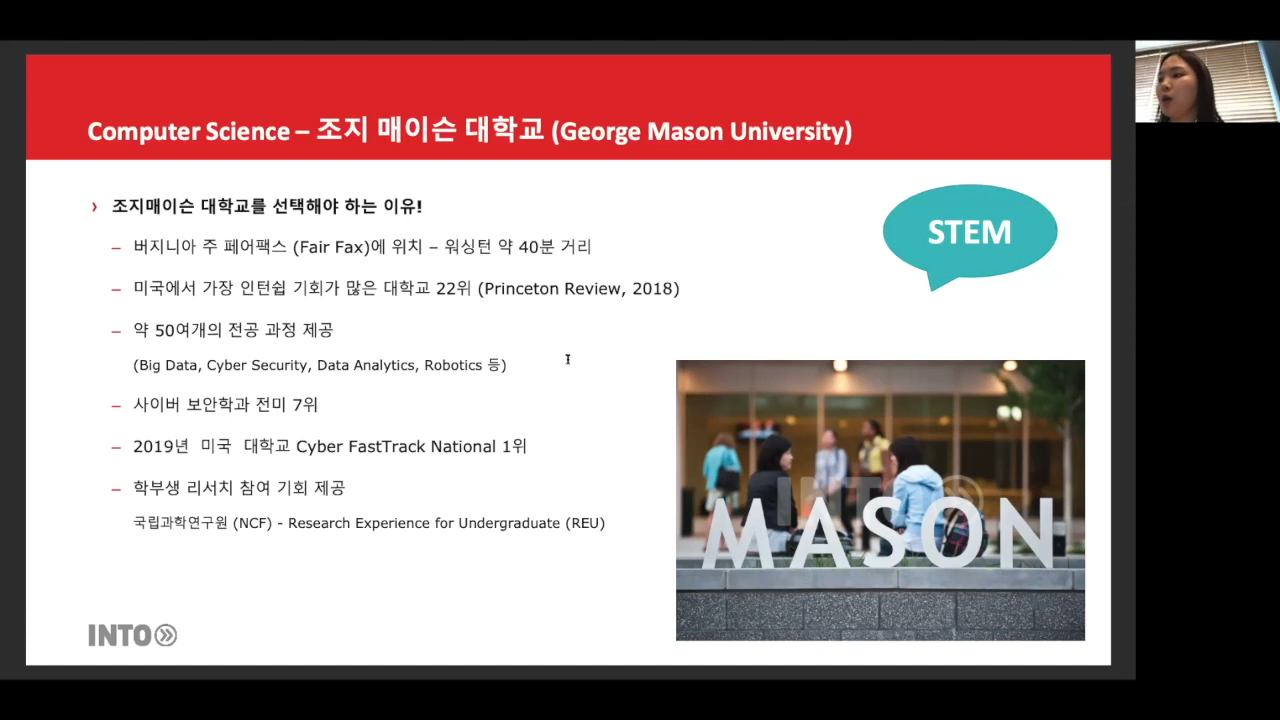 Computer Science – 조지 매이슨 대학교 (George Mason University)
› 조지매이슨 대학교를 선택해야 하는 이유!
– 버지니아 주 페어팩스 (Fair Fax)에 위치 – 워싱턴 약 40분 거리
– 미국에서 가장 인턴쉽 기회가 많은 대학교 22위 (Princeton Review, 2018)
– 약 50여개의 전공 과정 제공
(Big Data, Cyber Security, Data Analytics, Robotics 등)
– 사이버 보안학과 전미 7위
– 2019년 미국 대학교 Cyber FastTrack National 1위
– 학부생 리서치 참여 기회 제공
국립과학연구원 (NCF) - Research Experience for Undergraduate (REU)
STEM
INTO
MASON
INTO